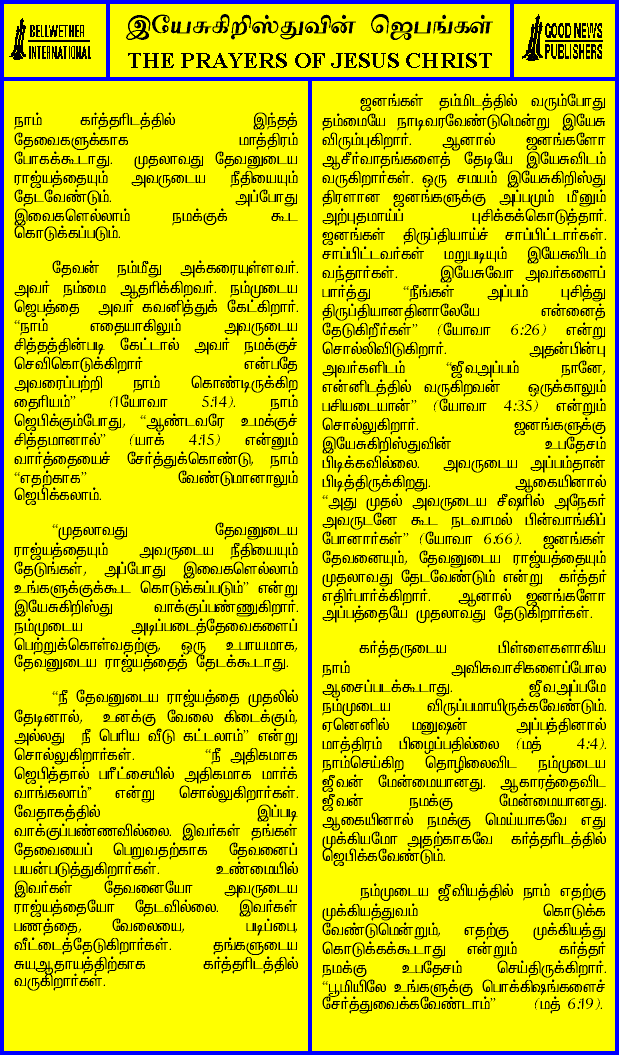 BELLWETHER
INTERNATIONAL
இயேசுகிறிஸ்துவின் ஜெபங்கள்
THE PRAYERS OF JESUS CHRIST
GOOD NEWS
PUBLISHERS
நாம் கர்த்தரிடத்தில் இந்தத்
தேவைகளுக்காக மாத்திரம்
போகக்கூடாது. முதலாவது தேவனுடைய
ராஜ்யத்தையும் அவருடைய நீதியையும்
தேடவேண்டும். அப்போது
இவைகளெல்லாம் நமக்குக் கூட
கொடுக்கப்படும்.
தேவன் நம்மீது அக்கரையுள்ளவர்.
அவர் நம்மை ஆதரிக்கிறவர். நம்முடைய
ஜெபத்தை அவர் கவனித்துக் கேட்கிறார்.
“நாம் எதையாகிலும் அவருடைய
சித்தத்தின்படி கேட்டால் அவர் நமக்குச்
செவிகொடுக்கிறார் என்பதே
அவரைப்பற்றி நாம் கொண்டிருக்கிற
தைரியம்” (1யோவா 5:14). நாம்
ஜெபிக்கும்போது, “ஆண்டவரே உமக்குச்
சித்தமானால்” (யாக் 4:15) என்னும்
வார்த்தையைச் சேர்த்துக்கொண்டு, நாம்
“எதற்காக” வேண்டுமானாலும்
ஜெபிக்கலாம்.
“முதலாவது தேவனுடைய
ராஜ்யத்தையும் அவருடைய நீதியையும்
தேடுங்கள், அப்போது இவைகளெல்லாம்
உங்களுக்குக்கூட கொடுக்கப்படும்” என்று
இயேசுகிறிஸ்து வாக்குப்பண்ணுகிறார்.
நம்முடைய அடிப்படைத்தேவைகளைப்
பெற்றுக்கொள்வதற்கு, ஒரு உபாயமாக,
தேவனுடைய ராஜ்யத்தைத் தேடக்கூடாது.
“நீ தேவனுடைய ராஜ்யத்தை முதலில்
தேடினால், உனக்கு வேலை கிடைக்கும்,
அல்லது நீ பெரிய வீடு கட்டலாம்” என்று
சொல்லுகிறார்கள். “நீ அதிகமாக
ஜெபித்தால் பரீட்சையில் அதிகமாக மார்க்
வாங்கலாம்” என்று சொல்லுகிறார்கள்.
வேதாகத்தில் இப்படி
வாக்குப்பண்ணவில்லை. இவர்கள் தங்கள்
தேவையைப் பெறுவதற்காக தேவனைப்
பயன்படுத்துகிறார்கள். உண்மையில்
இவர்கள் தேவனையோ அவருடைய
ராஜ்யத்தையோ தேடவில்லை. இவர்கள்
பணத்தை, வேலையை, படிப்பை,
வீட்டைத்தேடுகிறார்கள். தங்களுடைய
சுயஆதாயத்திற்காக கர்த்தரிடத்தில்
வருகிறார்கள்.
ஜனங்கள் தம்மிடத்தில் வரும்போது
தம்மையே நாடிவரவேண்டுமென்று இயேசு
விரும்புகிறார். ஆனால் ஜனங்களோ
ஆசீர்வாதங்களைத் தேடியே இயேசுவிடம்
வருகிறார்கள். ஒரு சமயம் இயேசுகிறிஸ்து
திரளான ஜனங்களுக்கு அப்பமும் மீனும்
அற்புதமாய்ப் புசிக்கக்கொடுத்தார்.
ஜனங்கள் திருப்தியாய்ச் சாப்பிட்டார்கள்.
சாப்பிட்டவர்கள் மறுபடியும் இயேசுவிடம்
வந்தார்கள். இயேசுவோ அவர்களைப்
பார்த்து “நீங்கள் அப்பம் புசித்து
திருப்தியானதினாலேயே என்னைத்
தேடுகிறீர்கள்” (யோவா 6:26) என்று
சொல்லிவிடுகிறார். அதன்பின்பு
அவர்களிடம் “ஜீவஅப்பம் நானே,
என்னிடத்தில் வருகிறவன் ஒருக்காலும்
பசியடையான்” (யோவா 4:35) என்றும்
சொல்லுகிறார். ஜனங்களுக்கு
இயேசுகிறிஸ்துவின் உபதேசம்
பிடிக்கவில்லை. அவருடைய அப்பம்தான்
பிடித்திருக்கிறது. ஆகையினால்
“அது முதல் அவருடைய சீஷரில் அநேகர்
அவருடனே கூட நடவாமல் பின்வாங்கிப்
போனார்கள்” (யோவா 6:66). ஜனங்கள்
தேவனையும், தேவனுடைய ராஜ்யத்தையும்
முதலாவது தேடவேண்டும் என்று கர்த்தர்
எதிர்பார்க்கிறார். ஆனால் ஜனங்களோ
அப்பத்தையே முதலாவது தேடுகிறார்கள்.
கர்த்தருடைய பிள்ளைகளாகிய
நாம் அவிசுவாசிகளைப்போல
ஆசைப்படக்கூடாது. ஜீவஅப்பமே
நம்முடைய விருப்பமாயிருக்கவேண்டும்.
ஏனெனில் மனுஷன் அப்பத்தினால்
மாத்திரம் பிழைப்பதில்லை (மத் 4:4).
நாம்செய்கிற தொழிலைவிட நம்முடைய
ஜீவன் மேன்மையானது. ஆகாரத்தைவிட
ஜீவன் நமக்கு மேன்மையானது.
ஆகையினால் நமக்கு மெய்யாகவே எது
முக்கியமோ அதற்காகவே கர்த்தரிடத்தில்
ஜெபிக்கவேண்டும்.
நம்முடைய ஜீவியத்தில் நாம் எதற்கு
முக்கியத்துவம் கொடுக்க
வேண்டுமென்றும், எதற்கு முக்கியத்து
கொடுக்கக்கூடாது என்றும் கர்த்தர்
நமக்கு உபதேசம் செய்திருக்கிறார்.
“பூமியிலே உங்களுக்கு பொக்கிஷங்களைச்
சேர்த்துவைக்கவேண்டாம்” (மத் 6:19).